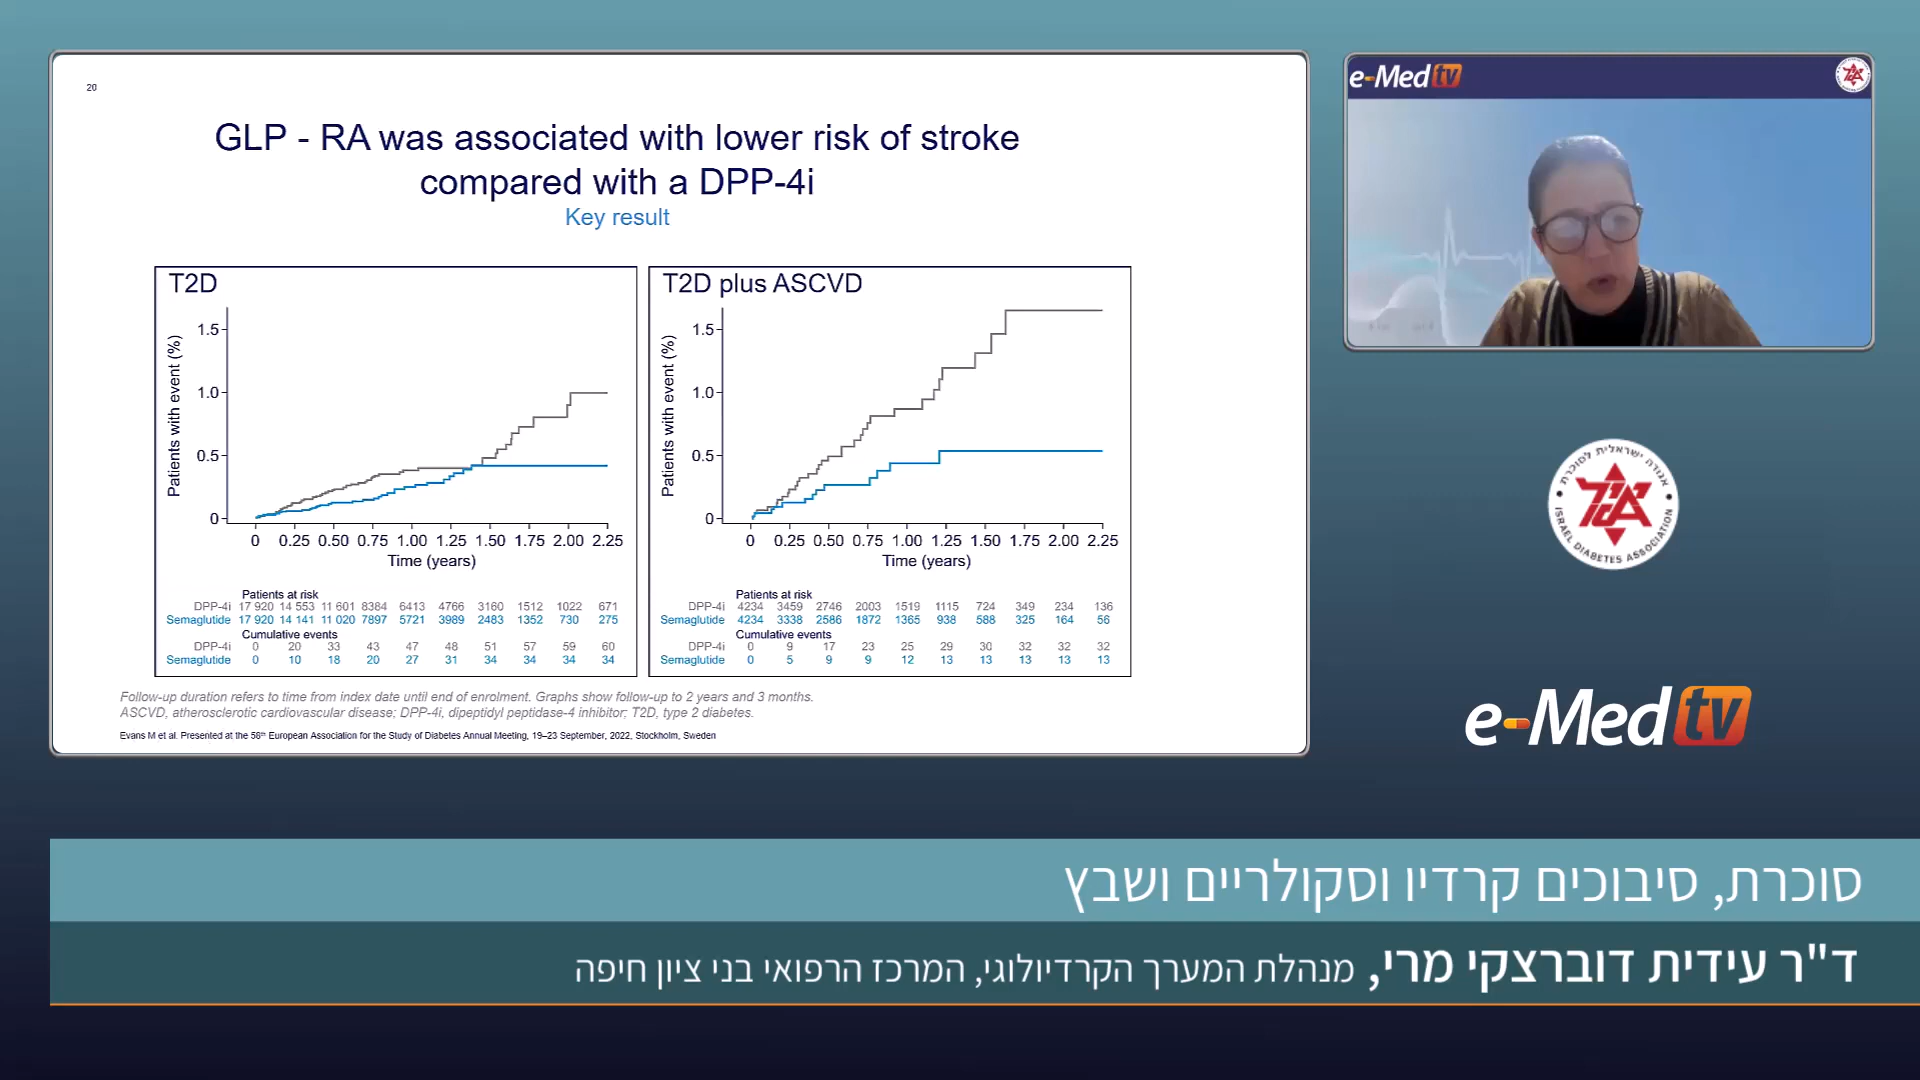 20
GLP - RA was associated with lower risk of stroke
compared with a DPP-4i
Key result
T2D
Patients with event (%)
1.5
1.0
0.5
0
0 0.25 0.50 0.75 1.00 1.25 1.50 1.75 2.00 2.25
Time (years)
Patients at risk
DPP-4i 17 920 14 553 11 601 8384 6413 4766 3160 1512 1022 671
Semaglutide 17 920 14 141 11 020 7897 5721 3989 2483 1352 730 275
Cumulative events
DPP-4i 0 20 33 43 47 48 51 57 59 60
Semaglutide 0 10 18 20 27 31 34 34 34 34
T2D plus ASCVD
Patients with event (%)
1.5
1.0
0.5
0
0 0.25 0.50 0.75 1.00 1.25 1.50 1.75 2.00 2.25
Time (years)
Patients at risk
DPP-4i 4234 3459 2746 2003 1519 1115 724 349 234 136
Semaglutide 4234 3338 2586 1872 1365 938 588 325 164 56
Cumulative events
DPP-4i 0 9 17 23 25 29 30 32 32 32
Semaglutide 0 5 9 9 12 13 13 13 13 13
Follow-up duration refers to time from index date until end of enrolment. Graphs show follow-up to 2 years and 3 months.
ASCVD, atherosclerotic cardiovascular disease; DPP-4i, dipeptidyl peptidase-4 inhibitor; T2D, type 2 diabetes.
Evans M et al. Presented at the 58th European Association for the Study of Diabetes Annual Meeting, 19–23 September, 2022, Stockholm, Sweden
e-Med tv
אגודה ישראלית לסוכרת
ISRAEL DIABETES ASSOCIATION
e-Med tv
סוכרת, סיבוכים קרדיו וסקולריים ושבץ
ד"ר עידית דוברצקי מרי, מנהלת המערך הקרדיולוגי, המרכז הרפואי בני ציון חיפה